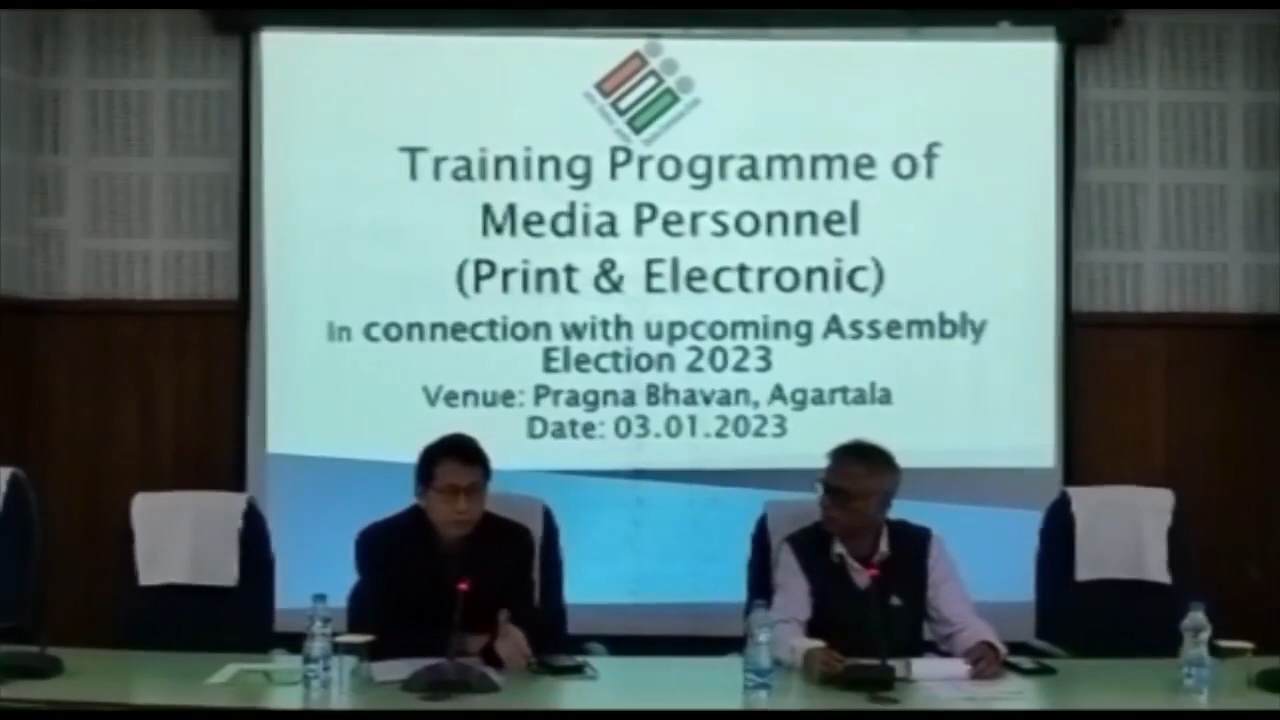 Training Programme of
Media Personnel
(Print & Electronic)
In connection with upcoming Assembly
Election 2023
Venue: Pragna Bhavan, Agartala
Date: 03.01.2023